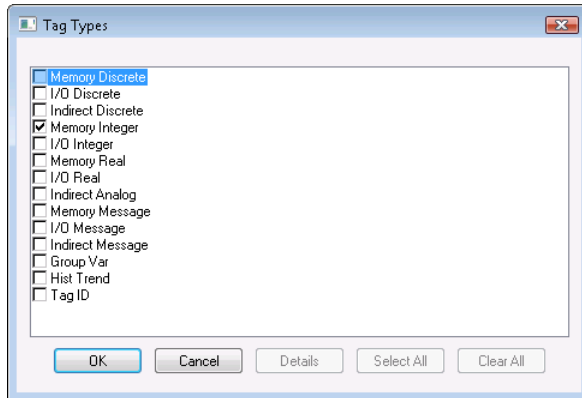 Tag Types
Memory Discrete
I/O Discrete
Indirect Discrete
Memory Integer
I/O Integer
Memory Real
I/O Real
Indirect Analog
Memory Message
I/O Message
Indirect Message
Group Var
Hist Trend
Tag ID
OK Cancel Details Select All Clear All